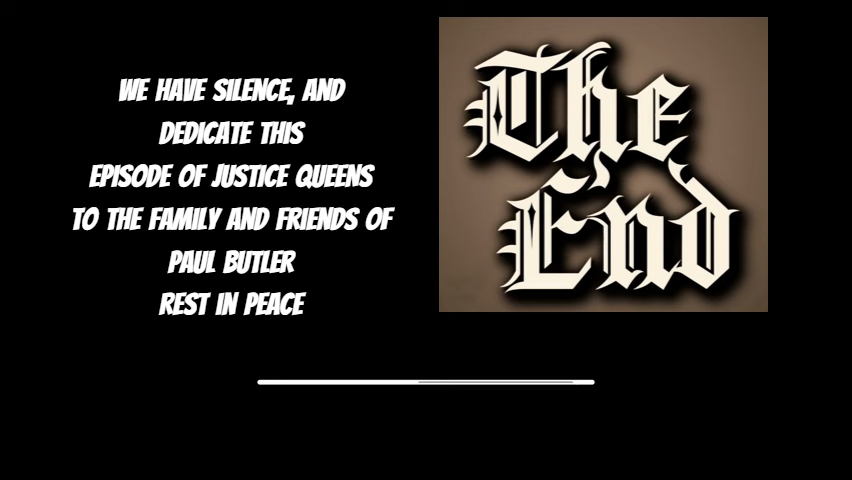 WE HAVE SILENCE, AND
DEDICATE THIS
EPISODE OF JUSTICE QUEENS
TO THE FAMILY AND FRIENDS OF
PAUL BUTLER
REST IN PEACE
The
End